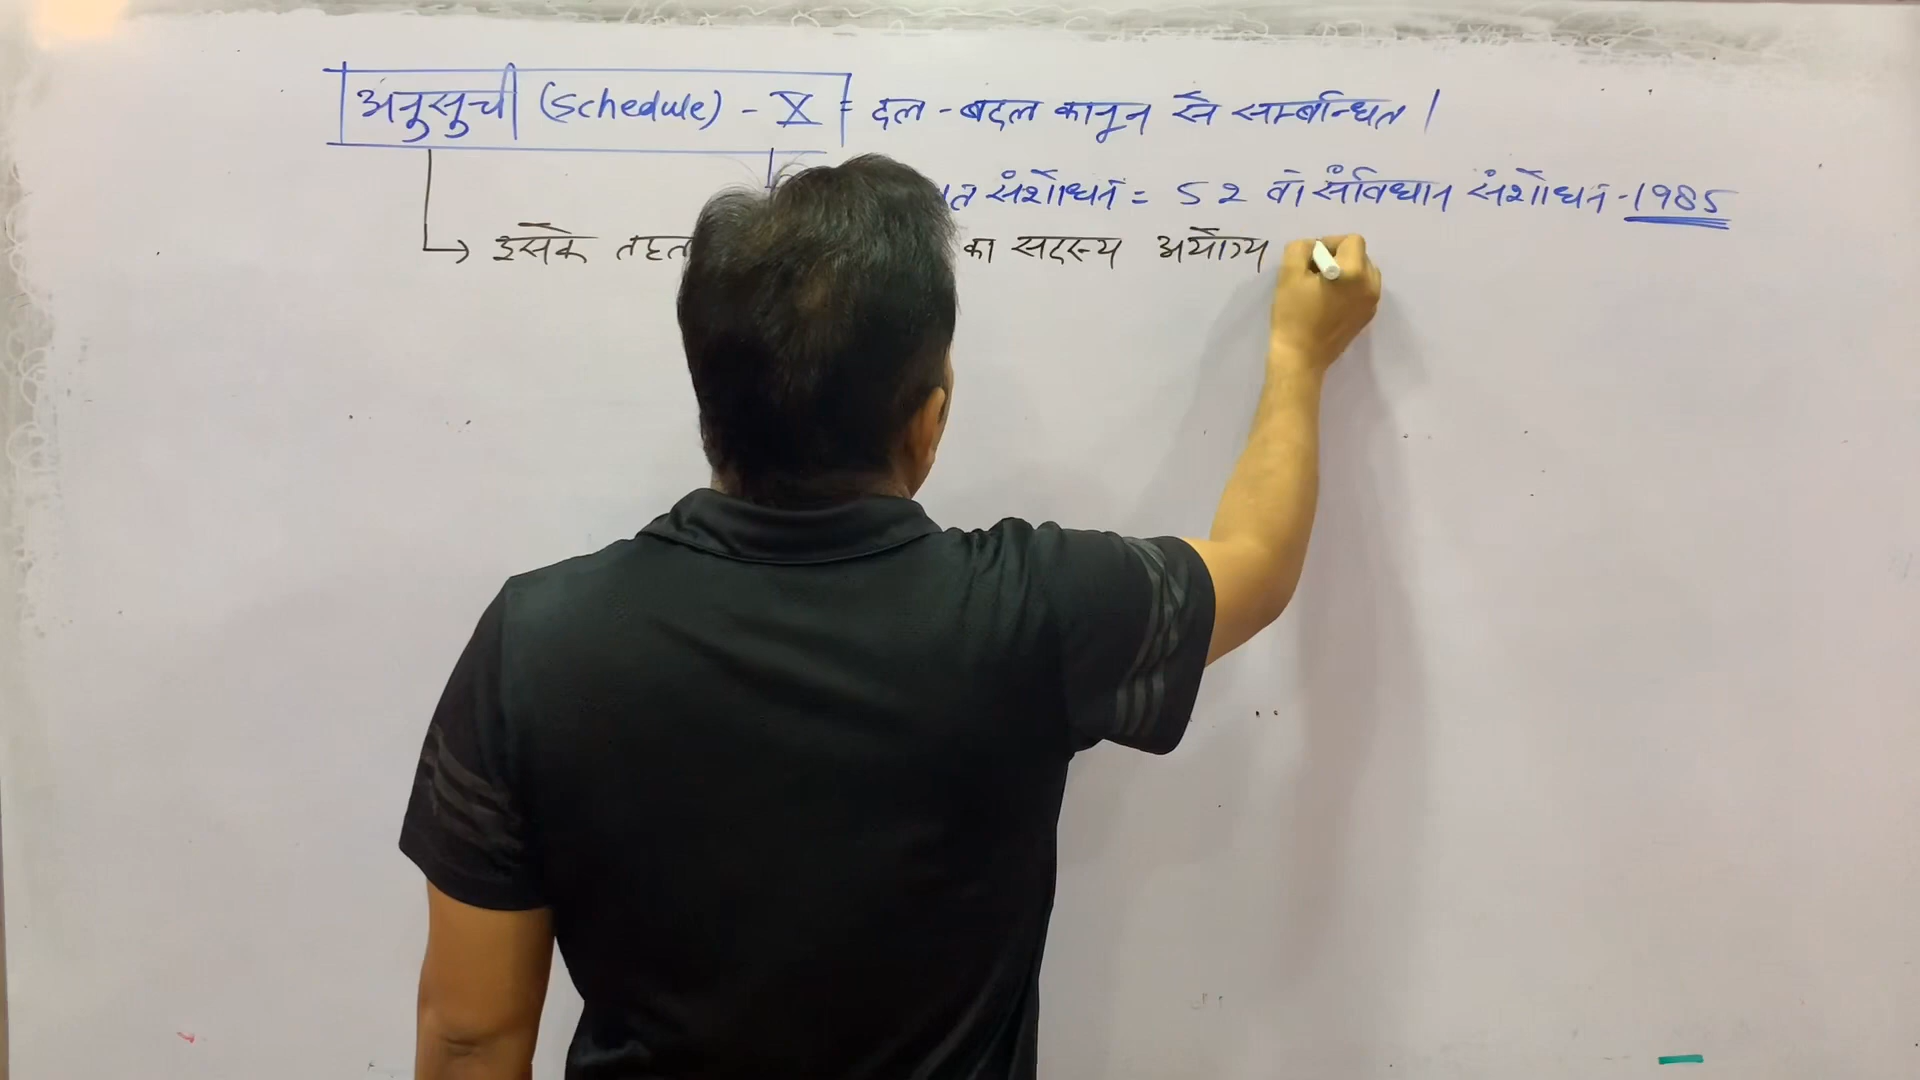 अनुसुची (Schedule) - X = दल - बदल कानून से सम्बन्धित |
संशोधन = 52 वां संविधान संशोधन - 1985
इसके तहत का सदस्य अयोग्य